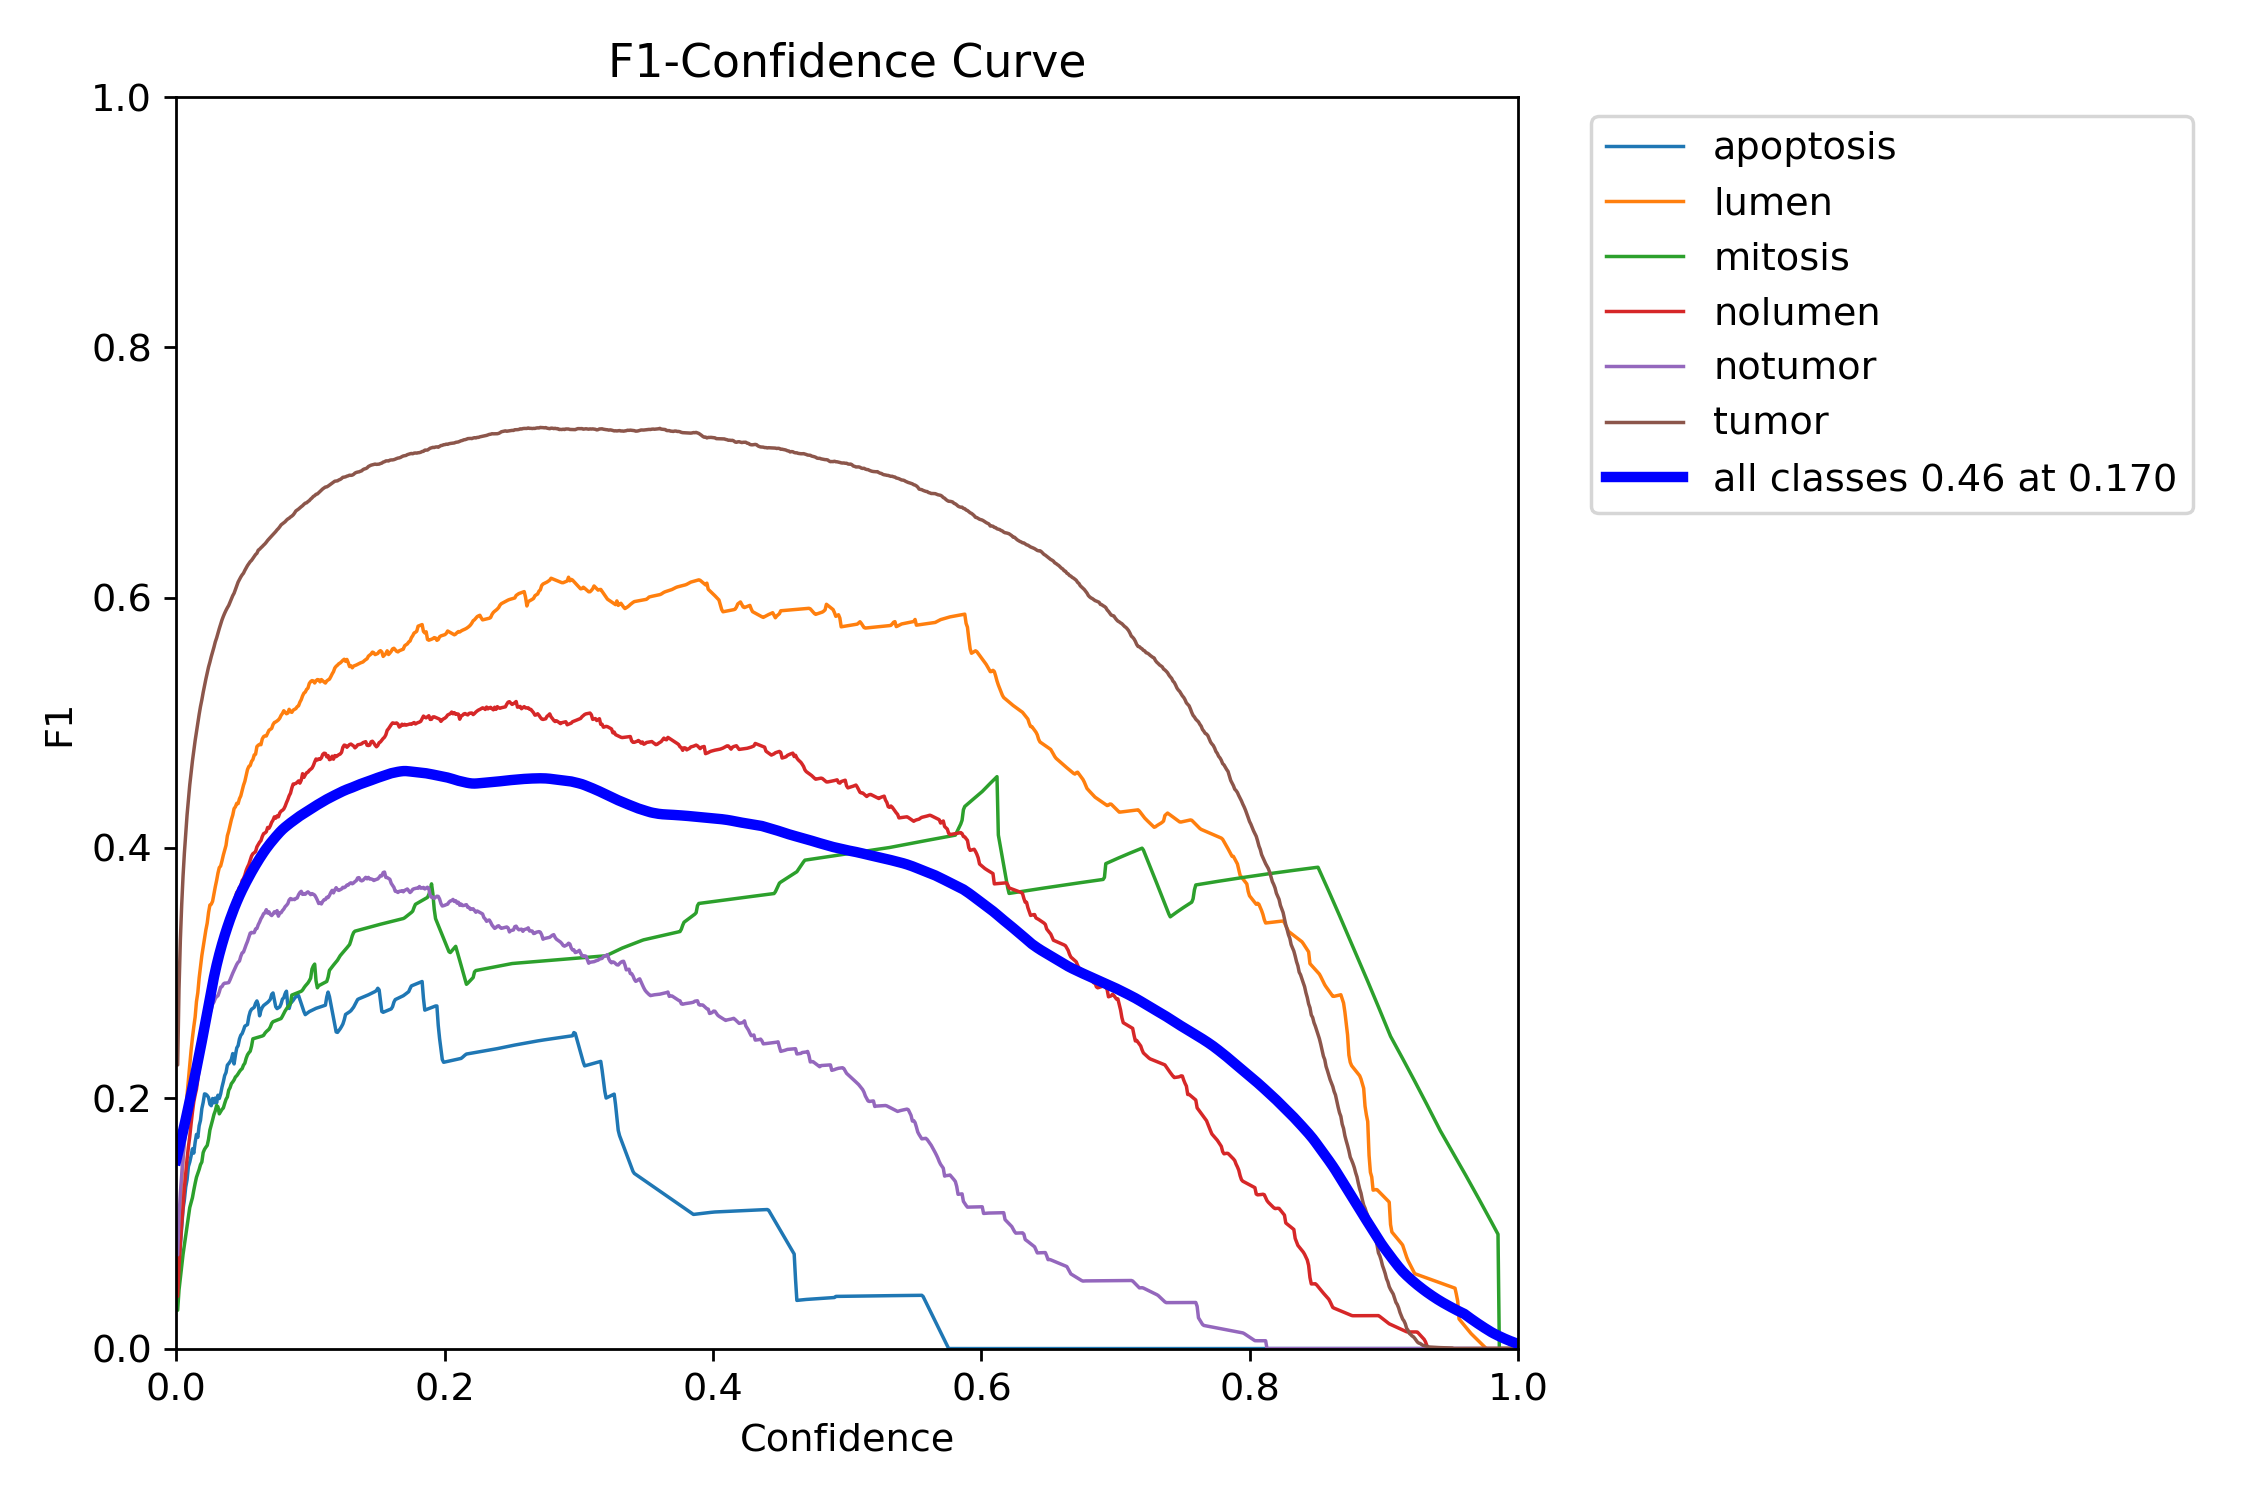 F1-Confidence Curve
1.0
0.8
0.6
0.4
0.2
0.0
F1
0.0 0.2 0.4 0.6 0.8 1.0
Confidence
apoptosis
lumen
mitosis
nolumen
notumor
tumor
all classes 0.46 at 0.170